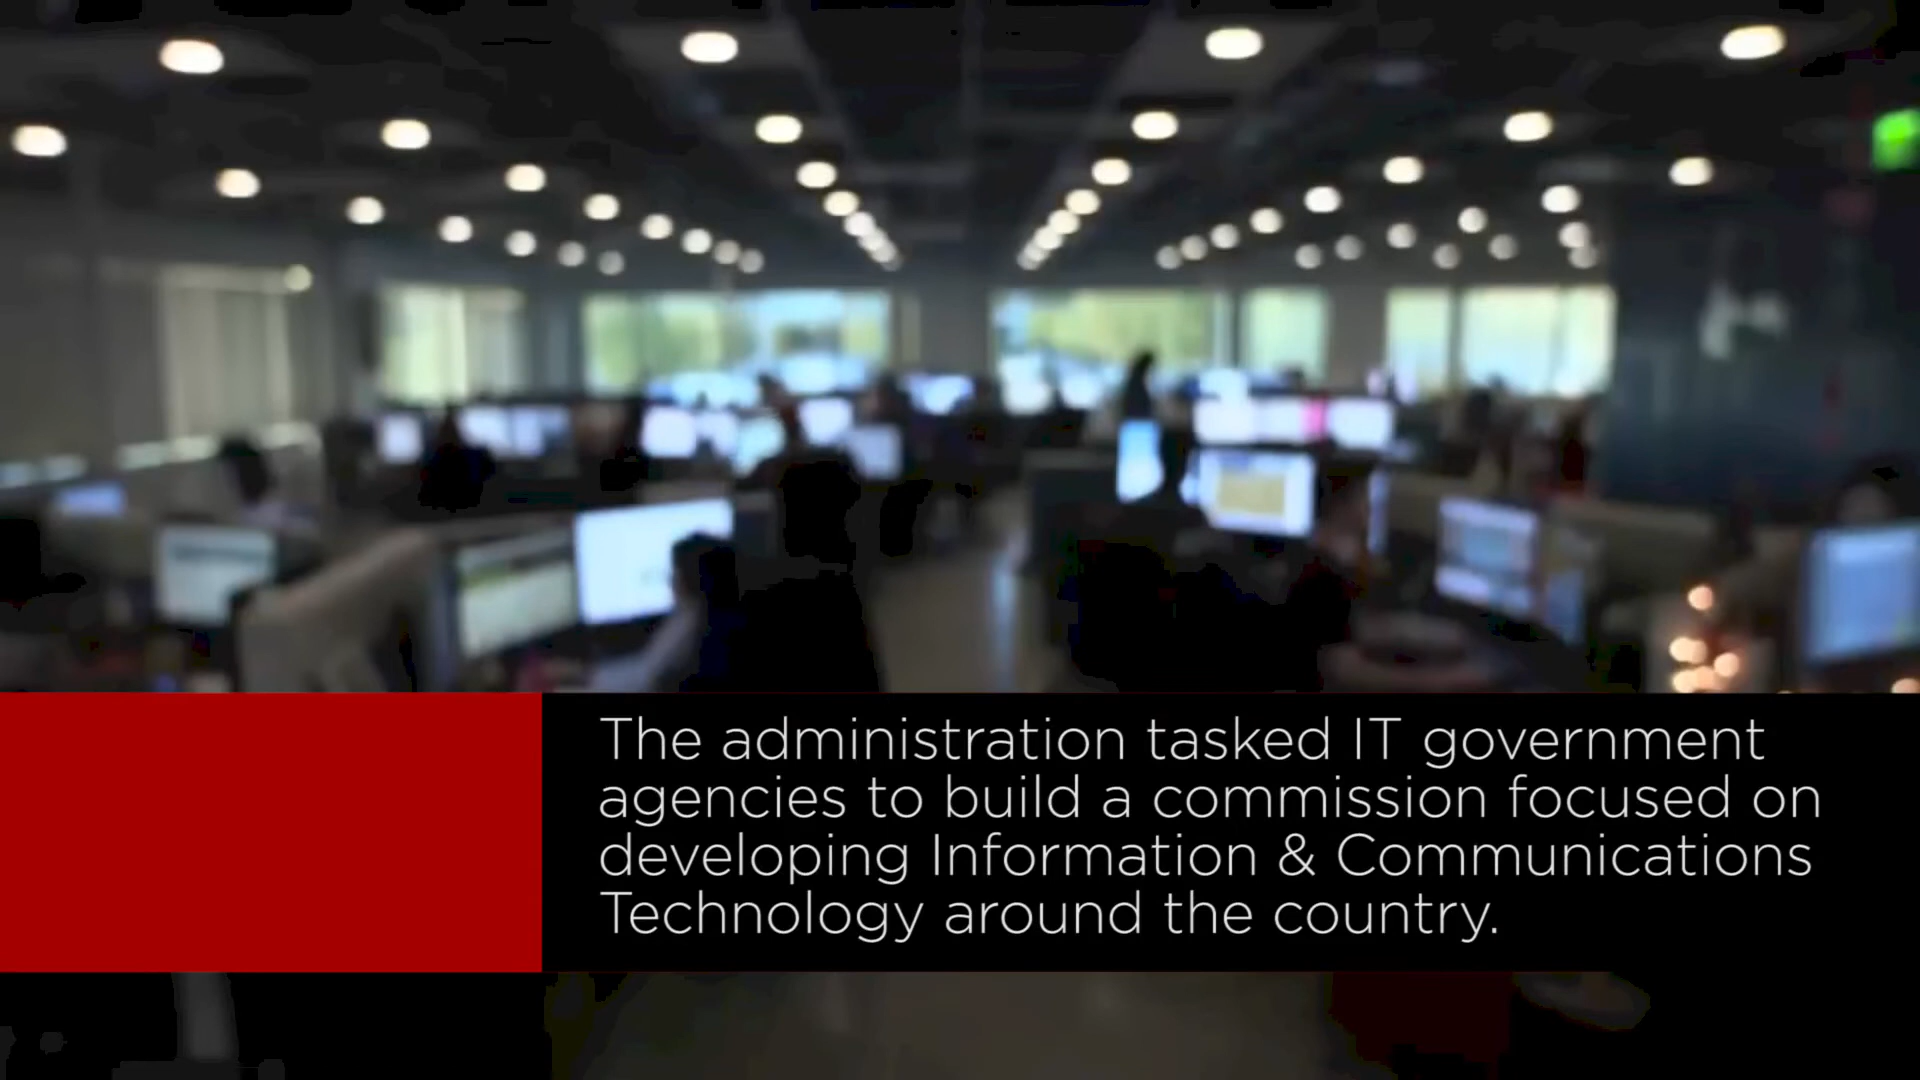 The administration tasked IT government
agencies to build a commission focused on
developing Information & Communications
Technology around the country.